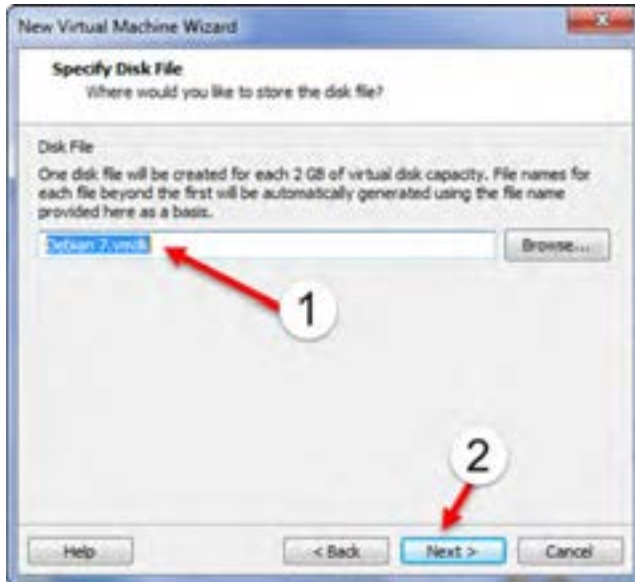 New Virtual Machine Wizard
Specify Disk File
Where would you like to store the disk file?
Disk File
One disk file will be created for each 2 GB of virtual disk capacity. File names for
each file beyond the first will be automatically generated using the file name
provided here as a basis.
Debian 7.vmdk
Browse...
1
2
Help
< Back
Next >
Cancel